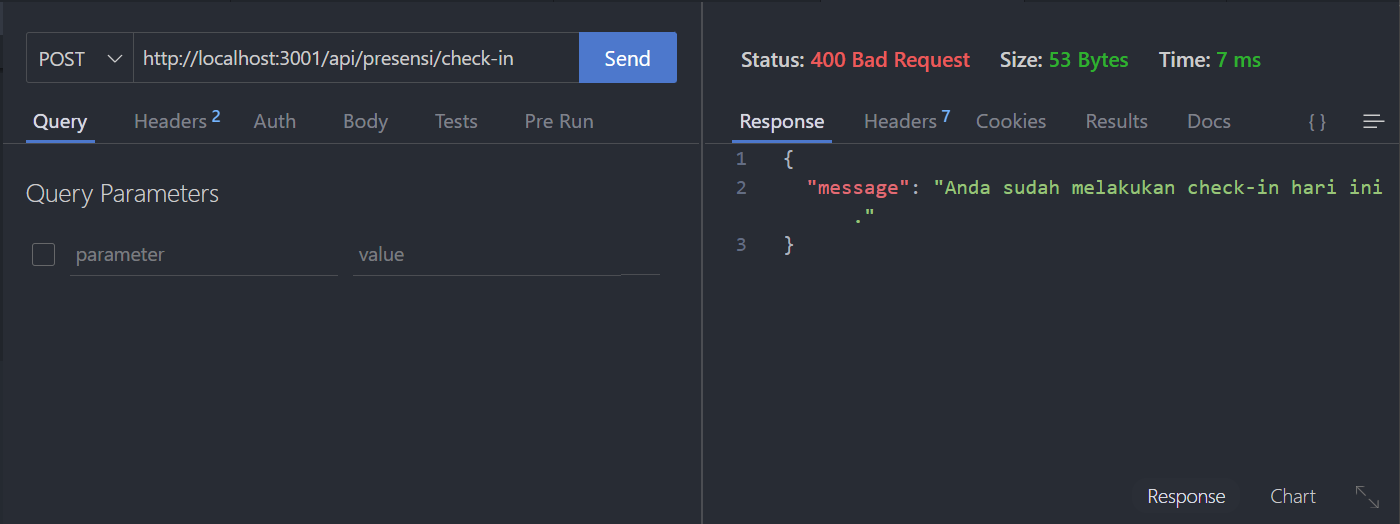 POST http://localhost:3001/api/presensi/check-in Send
Query Headers 2 Auth Body Tests Pre Run
Query Parameters
parameter value
Status: 400 Bad Request Size: 53 Bytes Time: 7 ms
Response Headers 7 Cookies Results Docs { }
1 {
2 "message": "Anda sudah melakukan check-in hari ini
."
3 }
Response Chart